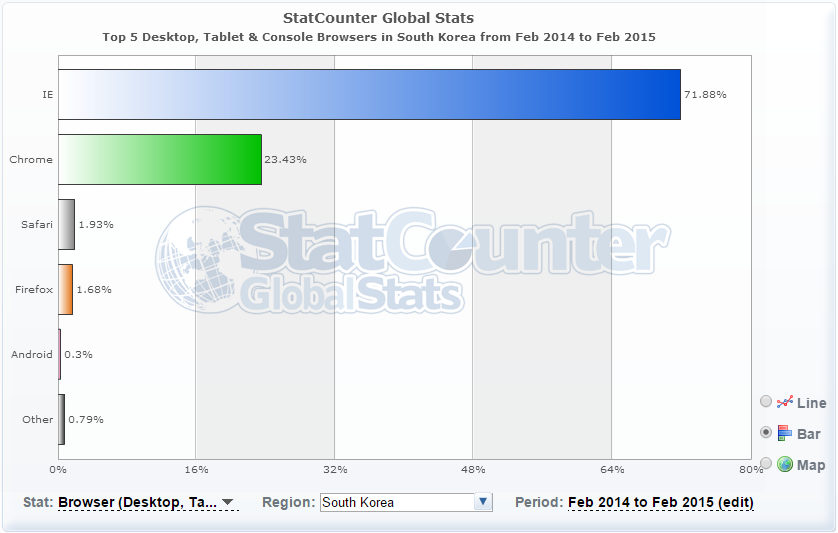 StatCounter Global Stats
Top 5 Desktop, Tablet & Console Browsers in South Korea from Feb 2014 to Feb 2015
IE
71.88%
Chrome
23.43%
Safari
1.93%
StatCounter
GlobalStats
Firefox
1.68%
Android
0.3%
Other
0.79%
0%
16%
32%
48%
64%
80%
Line
Bar
Map
Stat: Browser (Desktop, Ta...
Region: South Korea
Period: Feb 2014 to Feb 2015 (edit)